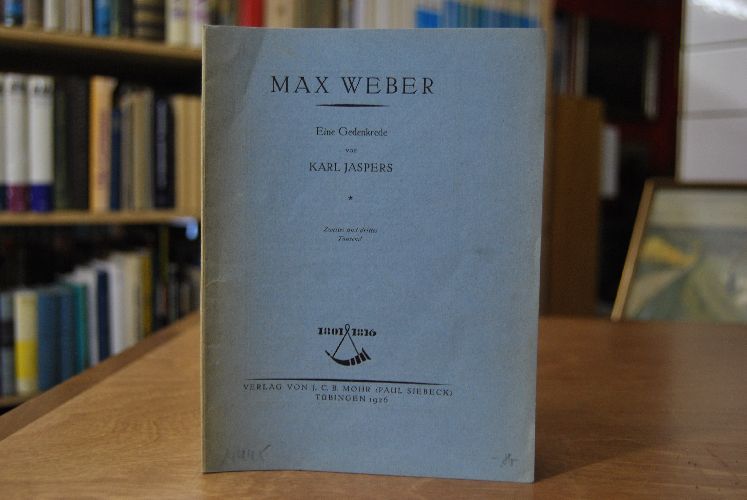 MAX WEBER
Eine Gedenkrede
von
KARL JASPERS
*
Zweites und drittes
Tausend
1801 1816
VERLAG VON J. C. B. MOHR (PAUL SIEBECK)
TÜBINGEN 1926